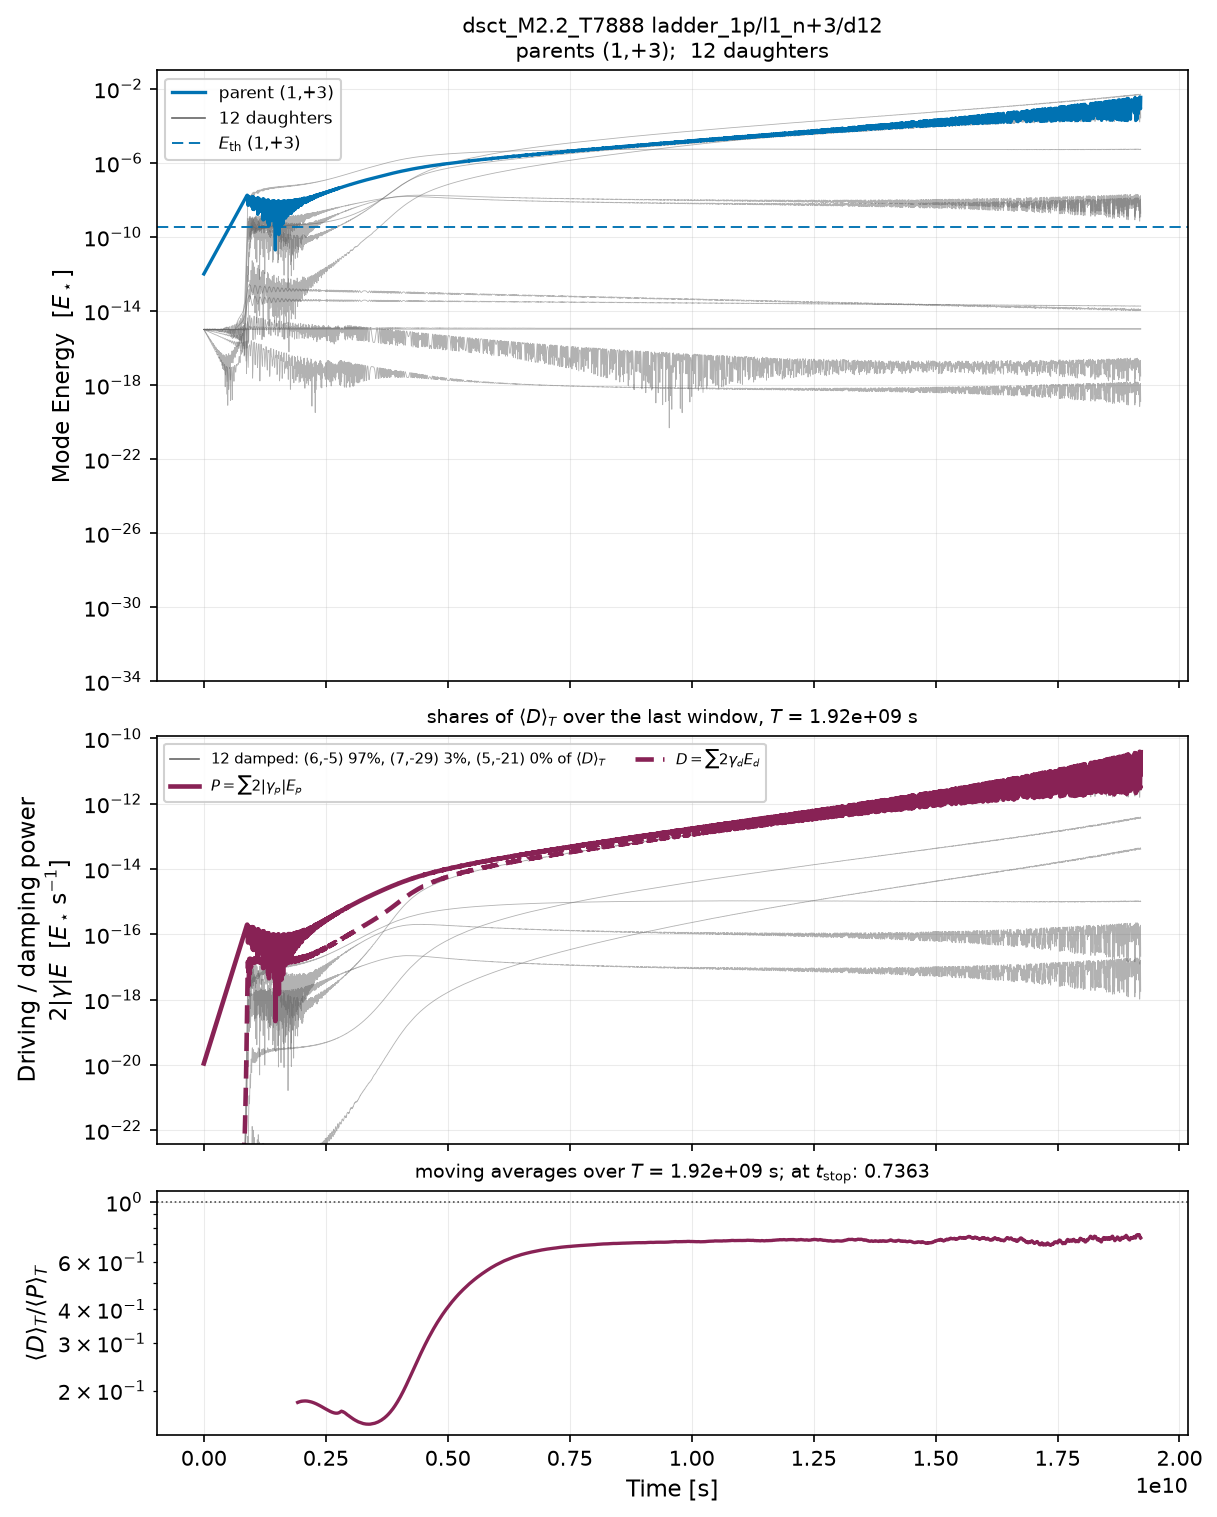 dsct_M2.2_T7888 ladder_1p/l1_n+3/d12
parents (1,+3);  12 daughters
parent (1,+3)
12 daughters
E_th (1,+3)
10^−2
10^−6
10^−10
10^−14
10^−18
10^−22
10^−26
10^−30
10^−34
Mode Energy  [E⋆]
shares of ⟨D⟩_T over the last window, T = 1.92e+09 s
12 damped: (6,-5) 97%, (7,-29) 3%, (5,-21) 0% of ⟨D⟩_T
P = ∑2|γ_p|E_p
D = ∑2γ_d E_d
10^−10
10^−12
10^−14
10^−16
10^−18
10^−20
10^−22
Driving / damping power
2|γ|E  [E⋆ s^−1]
moving averages over T = 1.92e+09 s; at t_stop: 0.7363
10^0
6 × 10^−1
4 × 10^−1
3 × 10^−1
2 × 10^−1
⟨D⟩_T/⟨P⟩_T
0.00 0.25 0.50 0.75 1.00 1.25 1.50 1.75 2.00
1e10
Time [s]